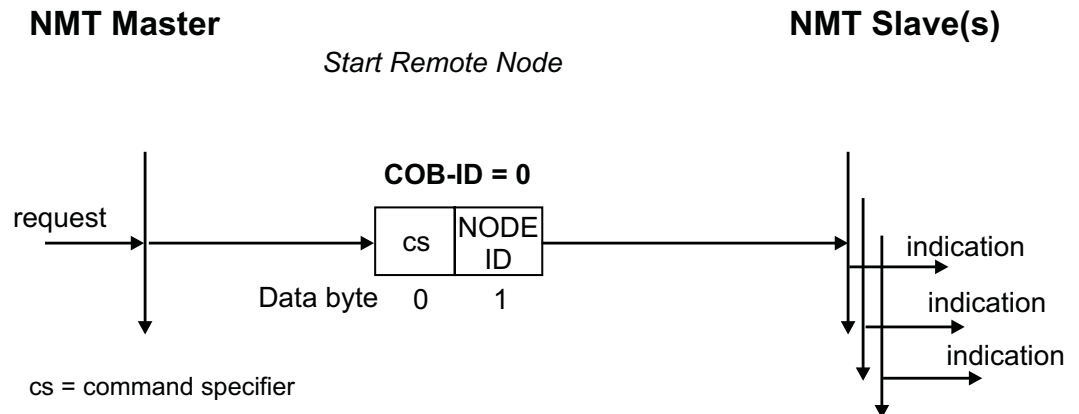 NMT Master
NMT Slave(s)
Start Remote Node
COB-ID = 0
request
cs
NODE
ID
indication
Data byte 0 1
indication
indication
cs = command specifier